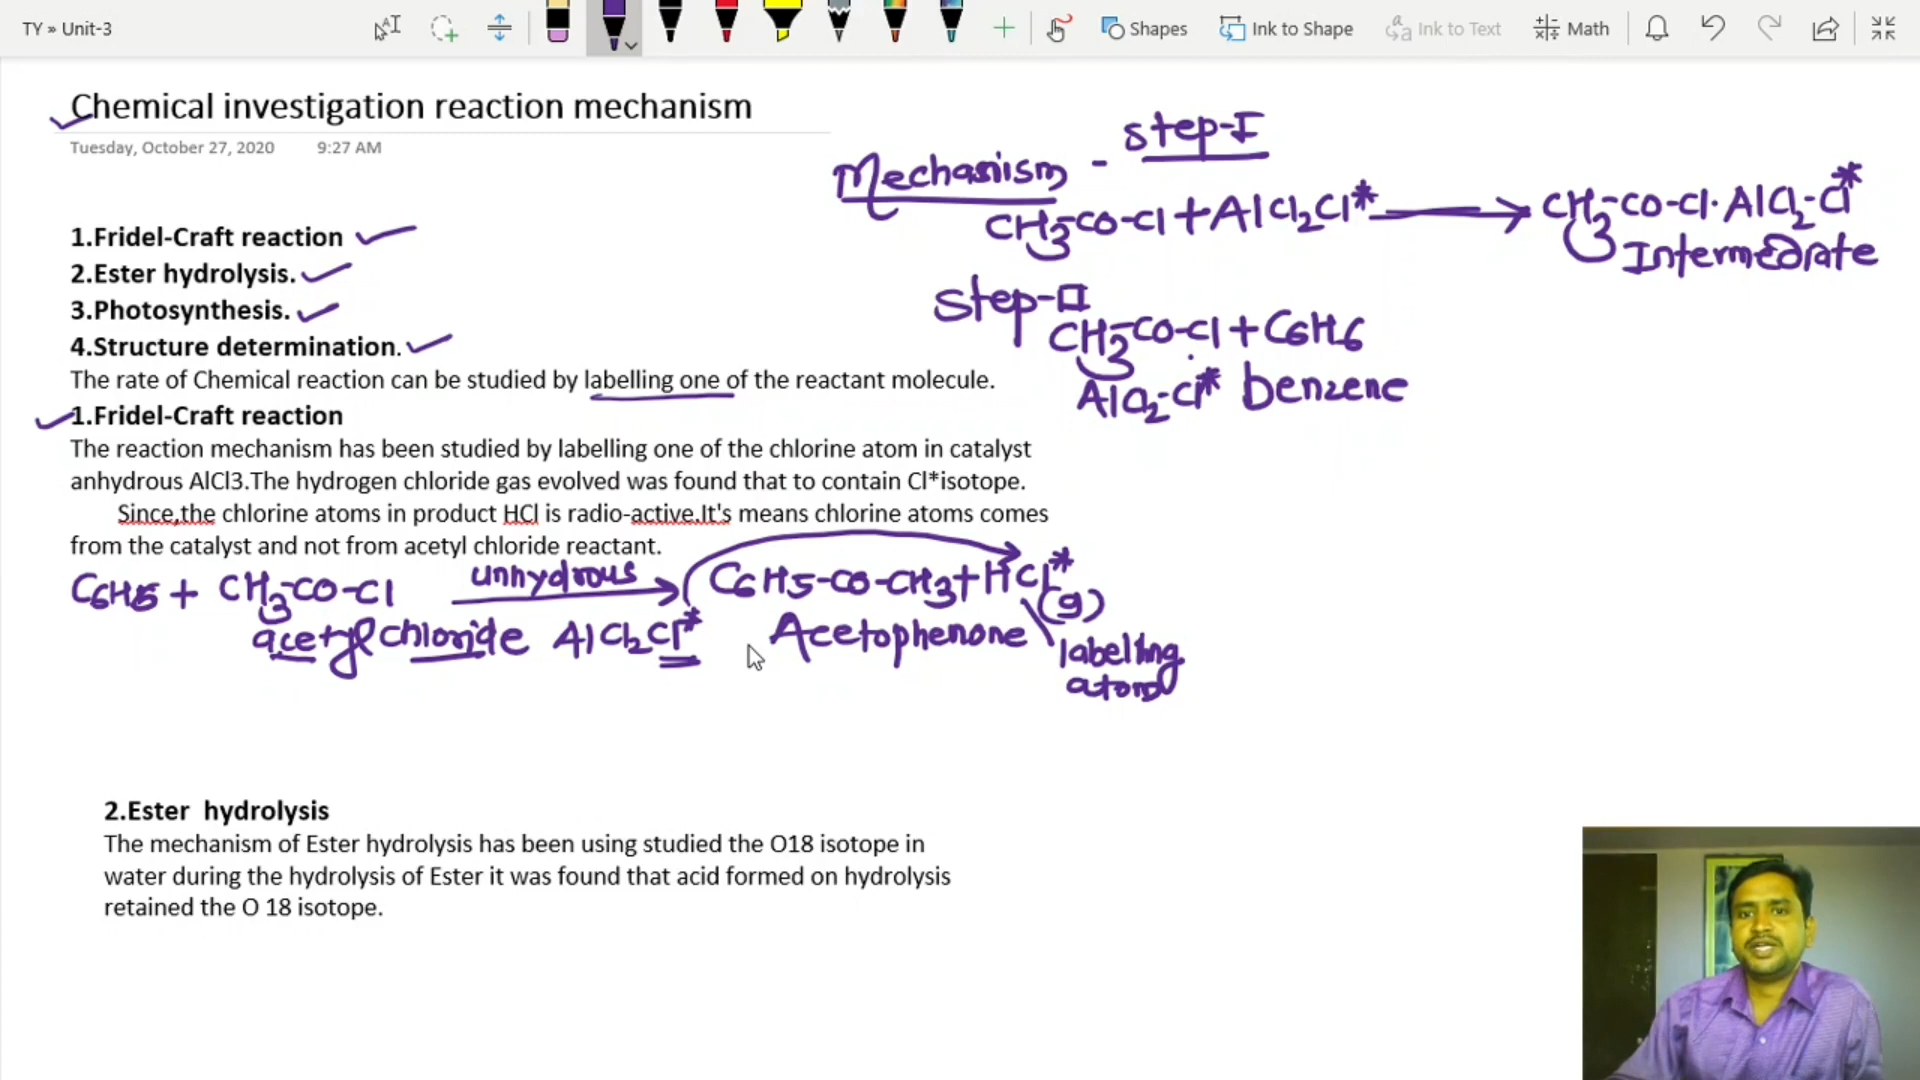 TY » Unit-3
Shapes
Ink to Shape
Ink to Text
Math
Chemical investigation reaction mechanism
Tuesday, October 27, 2020 9:27 AM
1.Fridel-Craft reaction
2.Ester hydrolysis.
3.Photosynthesis.
4.Structure determination.
The rate of Chemical reaction can be studied by labelling one of the reactant molecule.
1.Fridel-Craft reaction
The reaction mechanism has been studied by labelling one of the chlorine atom in catalyst
anhydrous AlCl3.The hydrogen chloride gas evolved was found that to contain Cl*isotope.
Since,the chlorine atoms in product HCl is radio-active.It's means chlorine atoms comes
from the catalyst and not from acetyl chloride reactant.
C6H5 + CH3-CO-Cl unhydrous C6H5-CO-CH3+HCl* (g)
acetyl chloride AlCl2Cl* Acetophenone labelling
atom
Mechanism - Step-I
CH3-CO-Cl + AlCl2Cl* CH3-CO-Cl·AlCl2-Cl*
Intermediate
Step-II
CH3-CO-Cl + C6H6
AlCl2-Cl* benzene
2.Ester hydrolysis
The mechanism of Ester hydrolysis has been using studied the O18 isotope in
water during the hydrolysis of Ester it was found that acid formed on hydrolysis
retained the O 18 isotope.